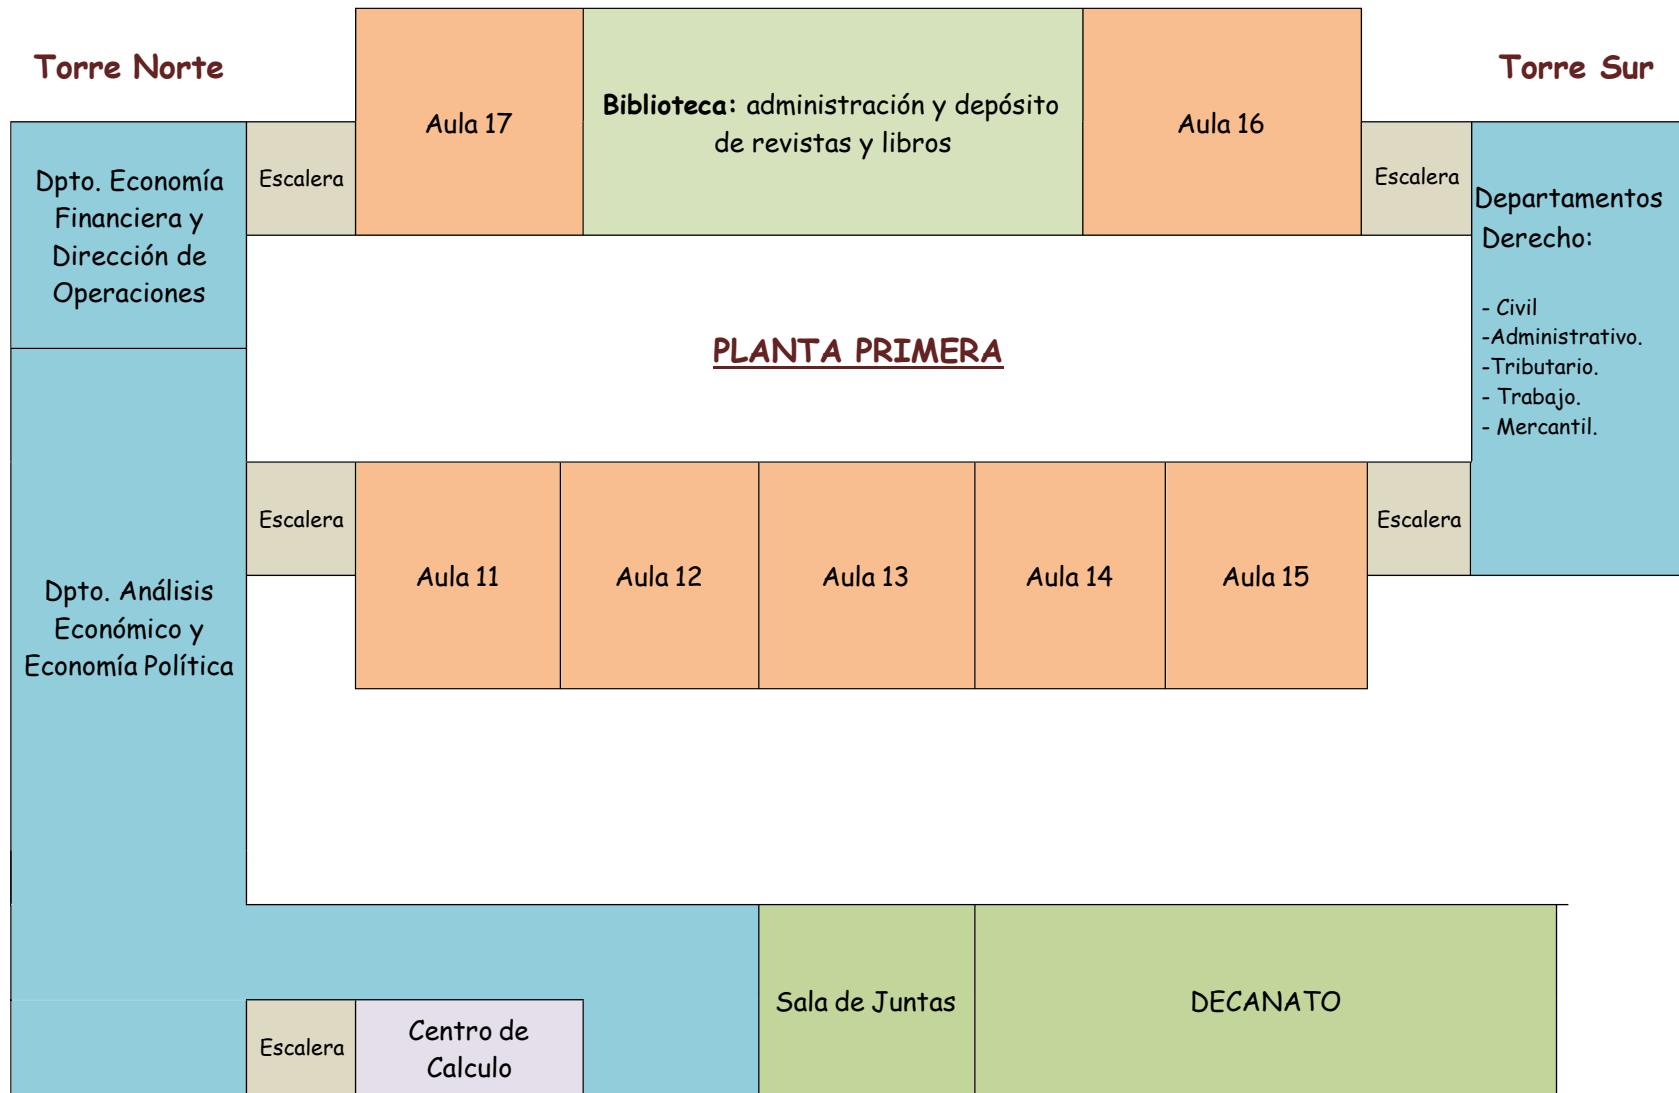 Torre Norte
Torre Sur
Aula 17
Biblioteca: administración y depósito
de revistas y libros
Aula 16
Dpto. Economía
Financiera y
Dirección de
Operaciones
Escalera
Escalera
Departamentos
Derecho:
- Civil
-Administrativo.
-Tributario.
- Trabajo.
- Mercantil.
PLANTA PRIMERA
Escalera
Aula 11
Aula 12
Aula 13
Aula 14
Aula 15
Escalera
Dpto. Análisis
Económico y
Economía Política
Sala de Juntas
DECANATO
Escalera
Centro de
Calculo